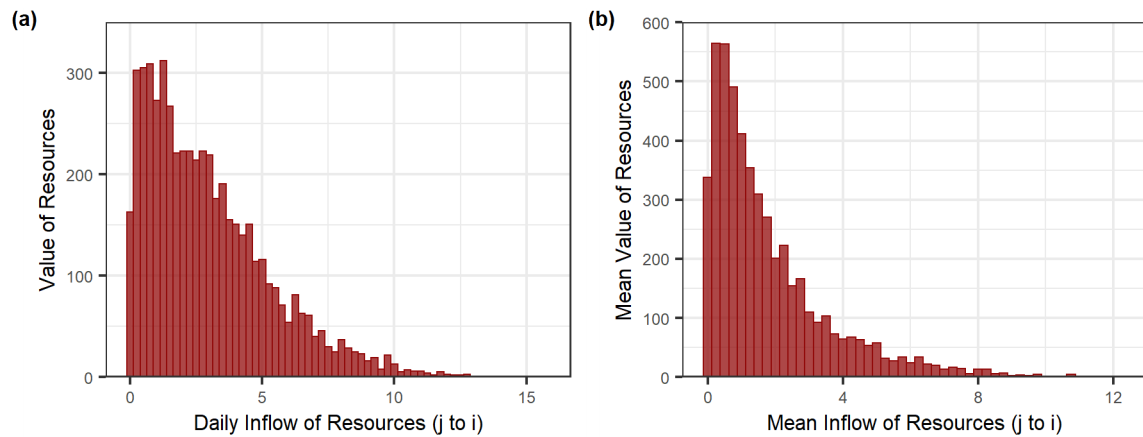 (a)
Value of Resources
300
200
100
0
0 5 10 15
Daily Inflow of Resources (j to i)
(b)
Mean Value of Resources
600
500
400
300
200
100
0
0 4 8 12
Mean Inflow of Resources (j to i)